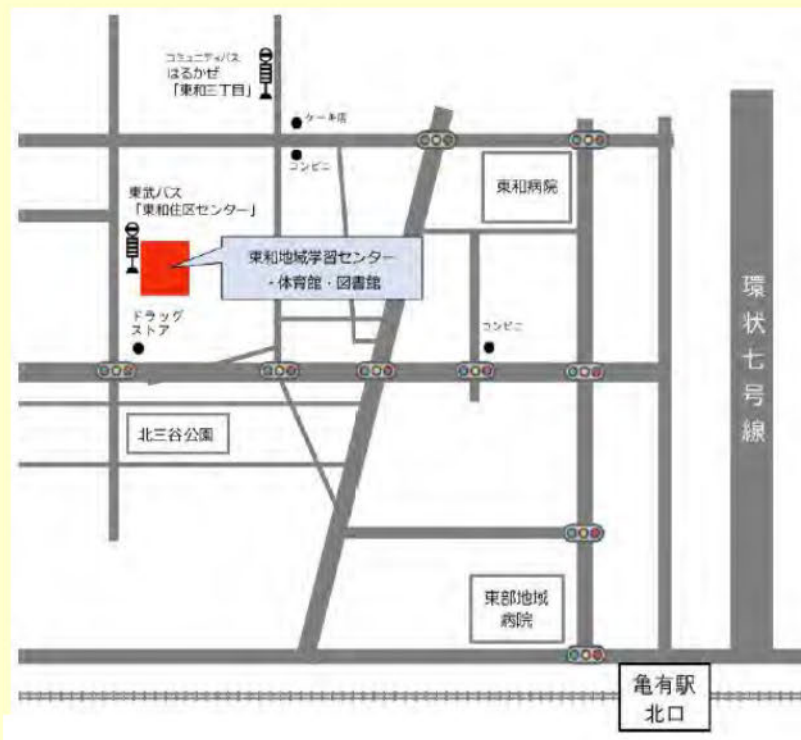 コミュニティバス
はるかぜ
「東和三丁目」
ケーキ店
コンビニ
東和病院
東武バス
「東和住区センター」
東和地域学習センター
・体育館・図書館
環状七号線
ドラッグ
ストア
コンビニ
北三谷公園
東部地域
病院
亀有駅
北口